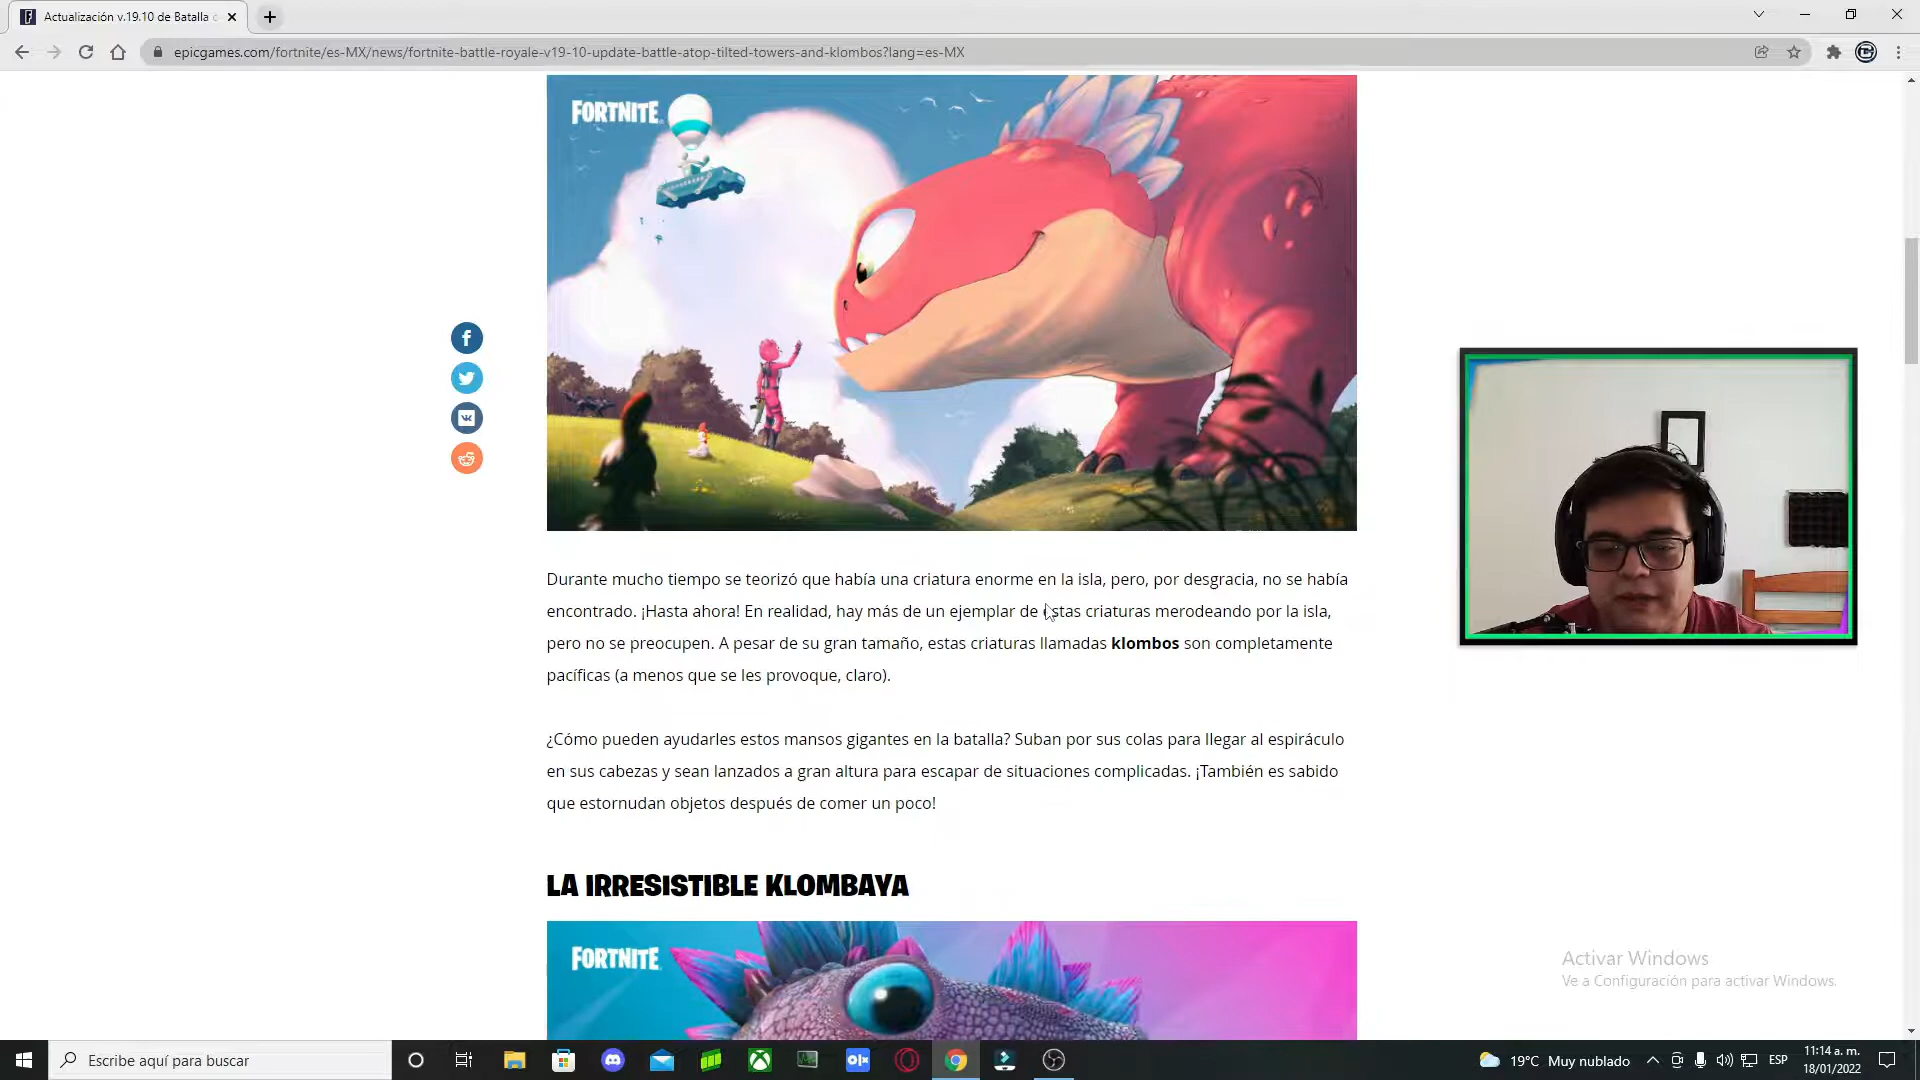 Actualización v.19.10 de Batalla
epicgames.com/fortnite/es-MX/news/fortnite-battle-royale-v19-10-update-battle-atop-tilted-towers-and-klombos?lang=es-MX
FORTNITE
Durante mucho tiempo se teorizó que había una criatura enorme en la isla, pero, por desgracia, no se había
encontrado. ¡Hasta ahora! En realidad, hay más de un ejemplar de estas criaturas merodeando por la isla,
pero no se preocupen. A pesar de su gran tamaño, estas criaturas llamadas klombos son completamente
pacíficas (a menos que se les provoque, claro).
¿Cómo pueden ayudarles estos mansos gigantes en la batalla? Suban por sus colas para llegar al espiráculo
en sus cabezas y sean lanzados a gran altura para escapar de situaciones complicadas. ¡También es sabido
que estornudan objetos después de comer un poco!
LA IRRESISTIBLE KLOMBAYA
FORTNITE
Activar Windows
Ve a Configuración para activar Windows.
Escribe aquí para buscar
olx
19°C Muy nublado
ESP
11:14 a. m.
18/01/2022